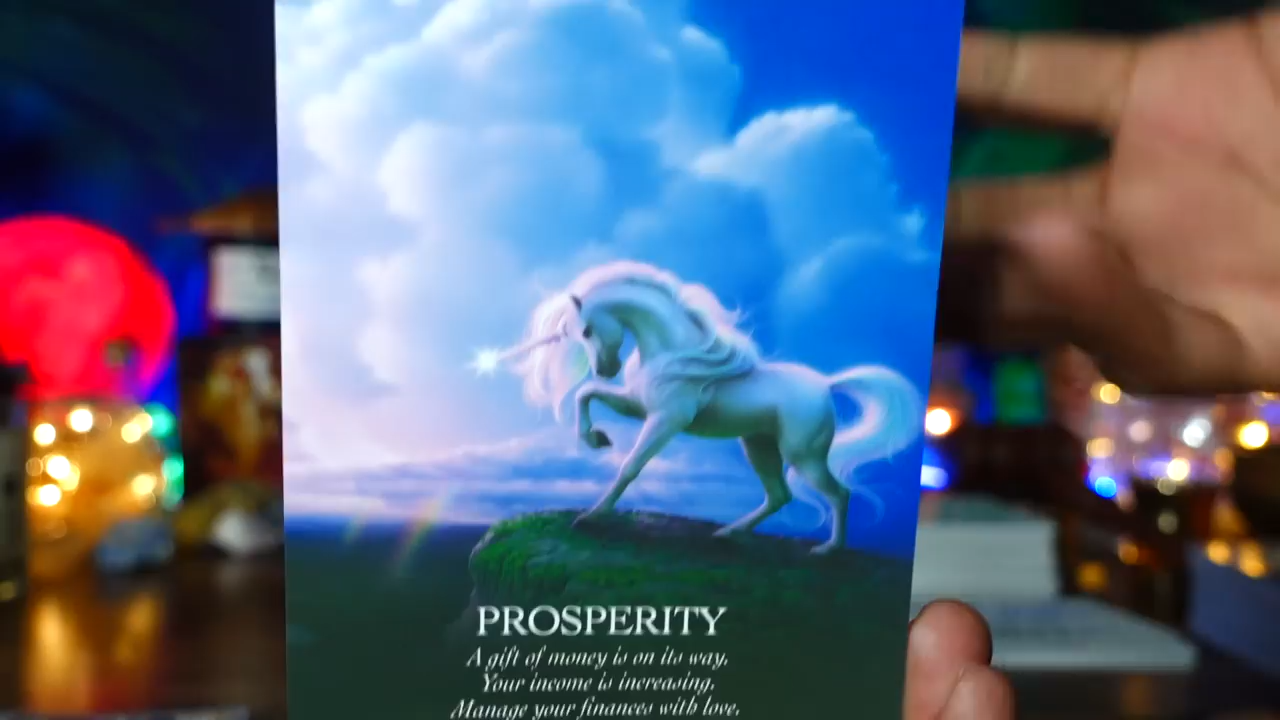 PROSPERITY
A gift of money is on its way.
Your income is increasing.
Manage your finances with love.